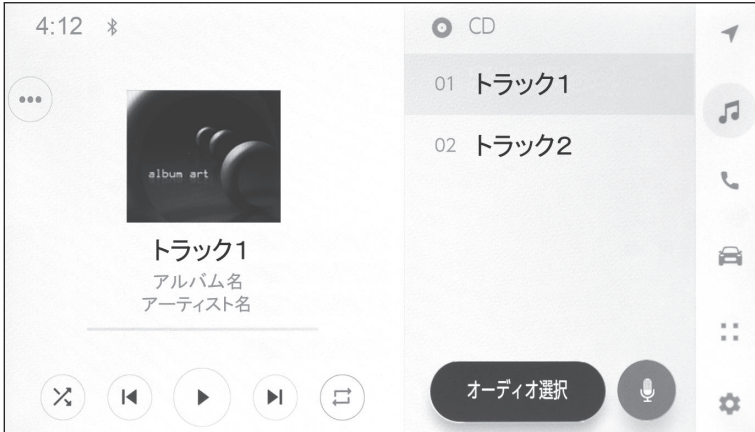 4:12
album art
トラック1
アルバム名
アーティスト名
CD
01 トラック1
02 トラック2
オーディオ選択